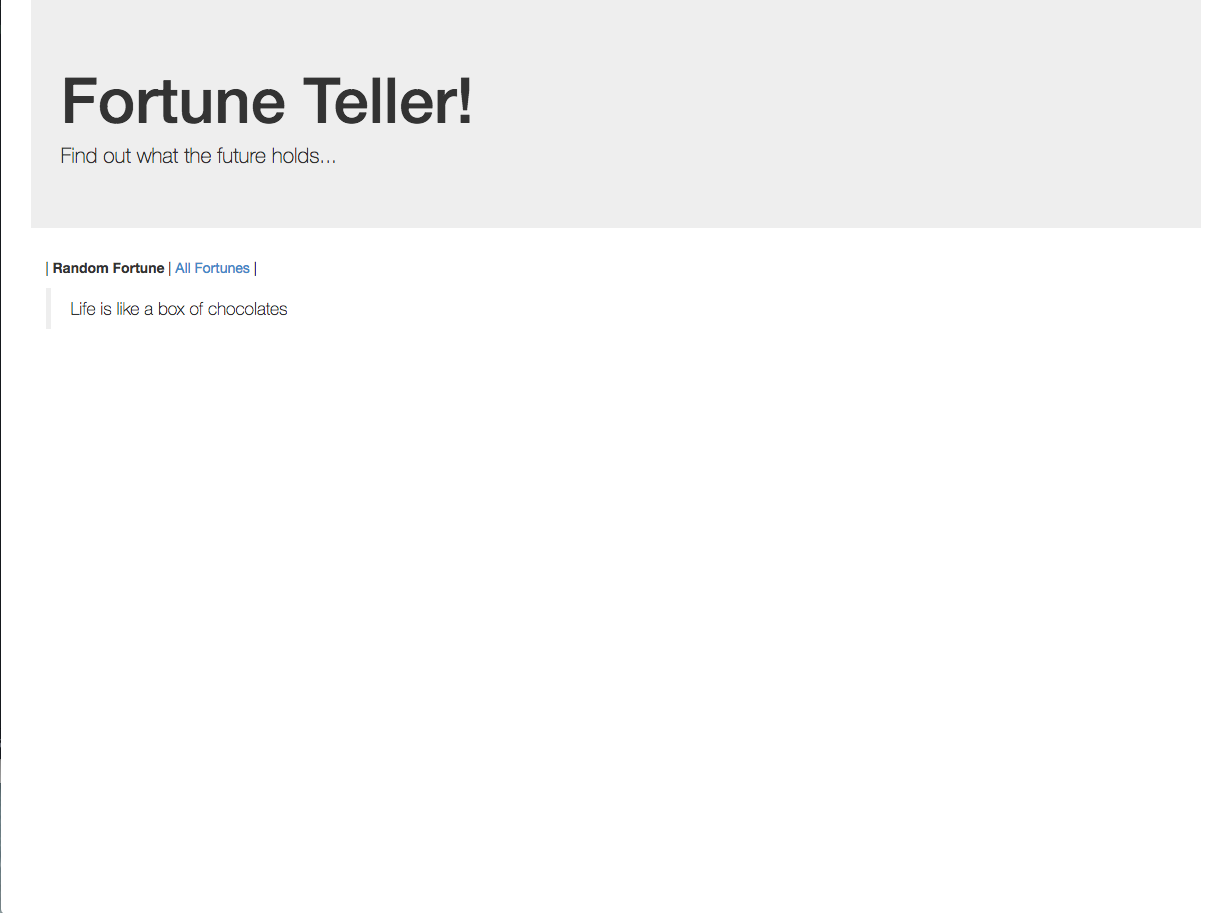 Fortune Teller!
Find out what the future holds...
| Random Fortune | All Fortunes |
Life is like a box of chocolates